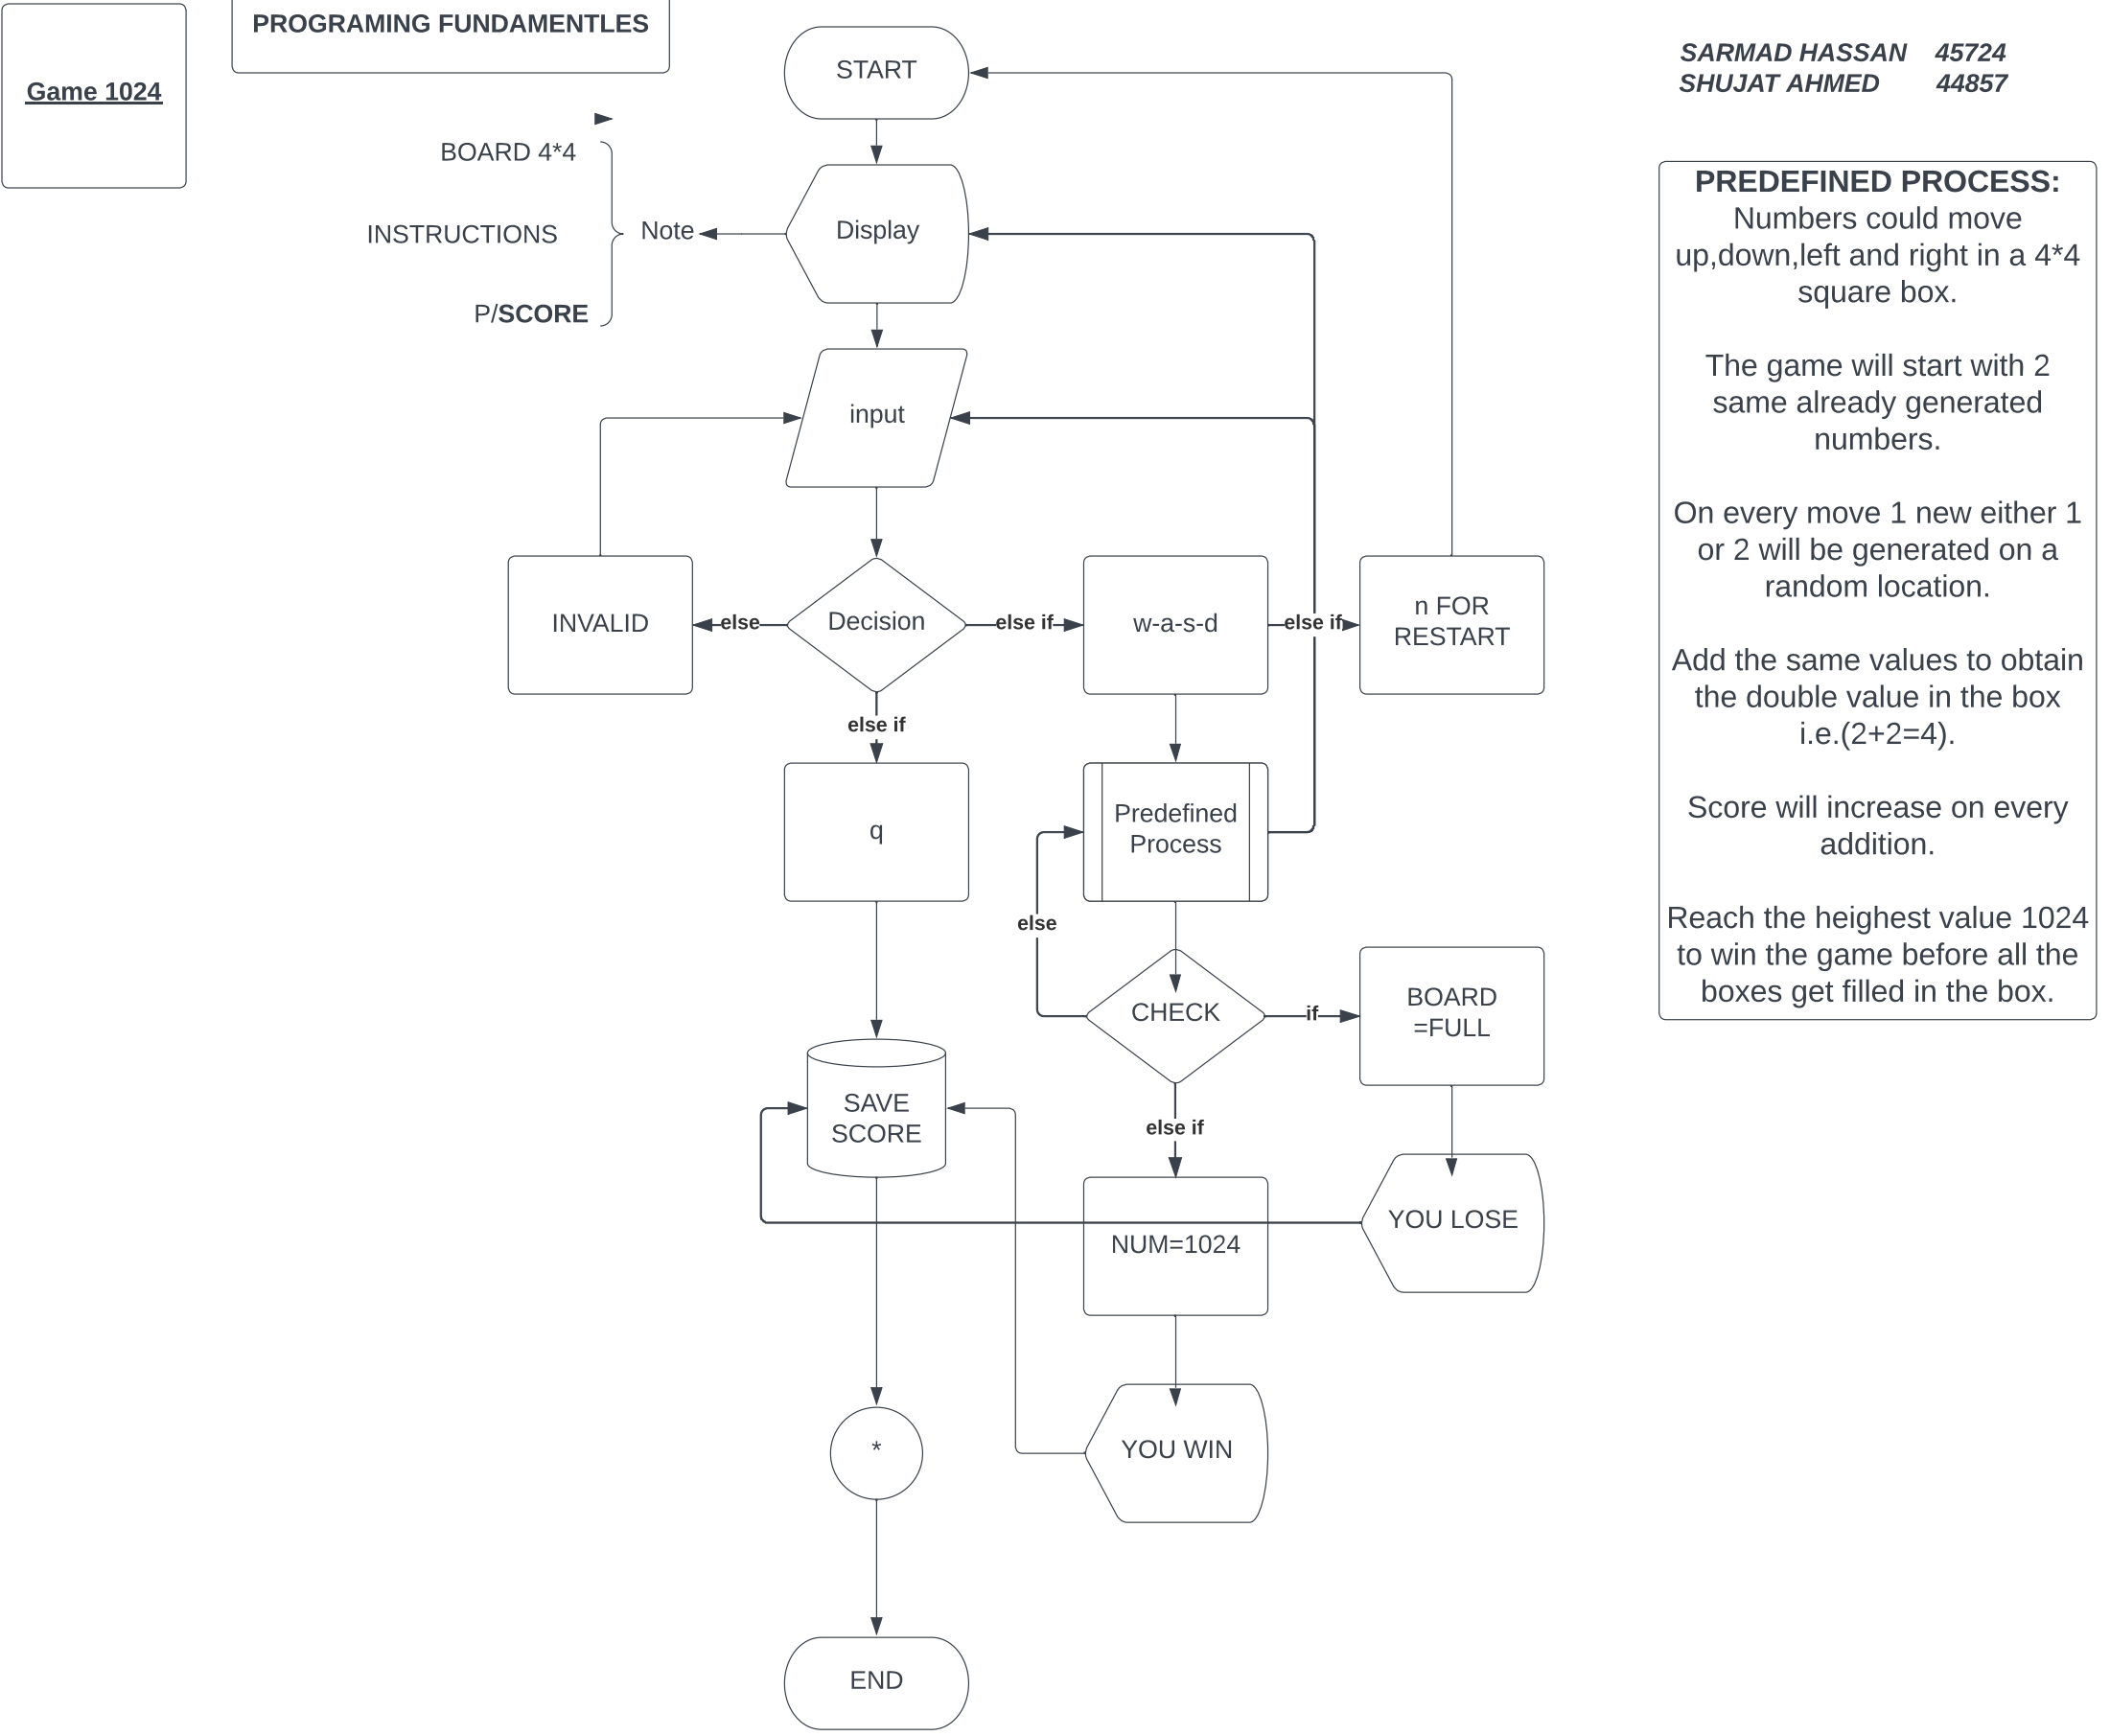 PROGRAMING FUNDAMENTLES
Game 1024
SARMAD HASSAN 45724
SHUJAT AHMED 44857
START
BOARD 4*4
INSTRUCTIONS
P/SCORE
Note
Display
input
INVALID
else
Decision
else if
w-a-s-d
else if
n FOR
RESTART
else if
q
Predefined
Process
else
CHECK
if
BOARD
=FULL
SAVE
SCORE
else if
NUM=1024
YOU LOSE
*
YOU WIN
END
PREDEFINED PROCESS:
Numbers could move
up,down,left and right in a 4*4
square box.
The game will start with 2
same already generated
numbers.
On every move 1 new either 1
or 2 will be generated on a
random location.
Add the same values to obtain
the double value in the box
i.e.(2+2=4).
Score will increase on every
addition.
Reach the heighest value 1024
to win the game before all the
boxes get filled in the box.